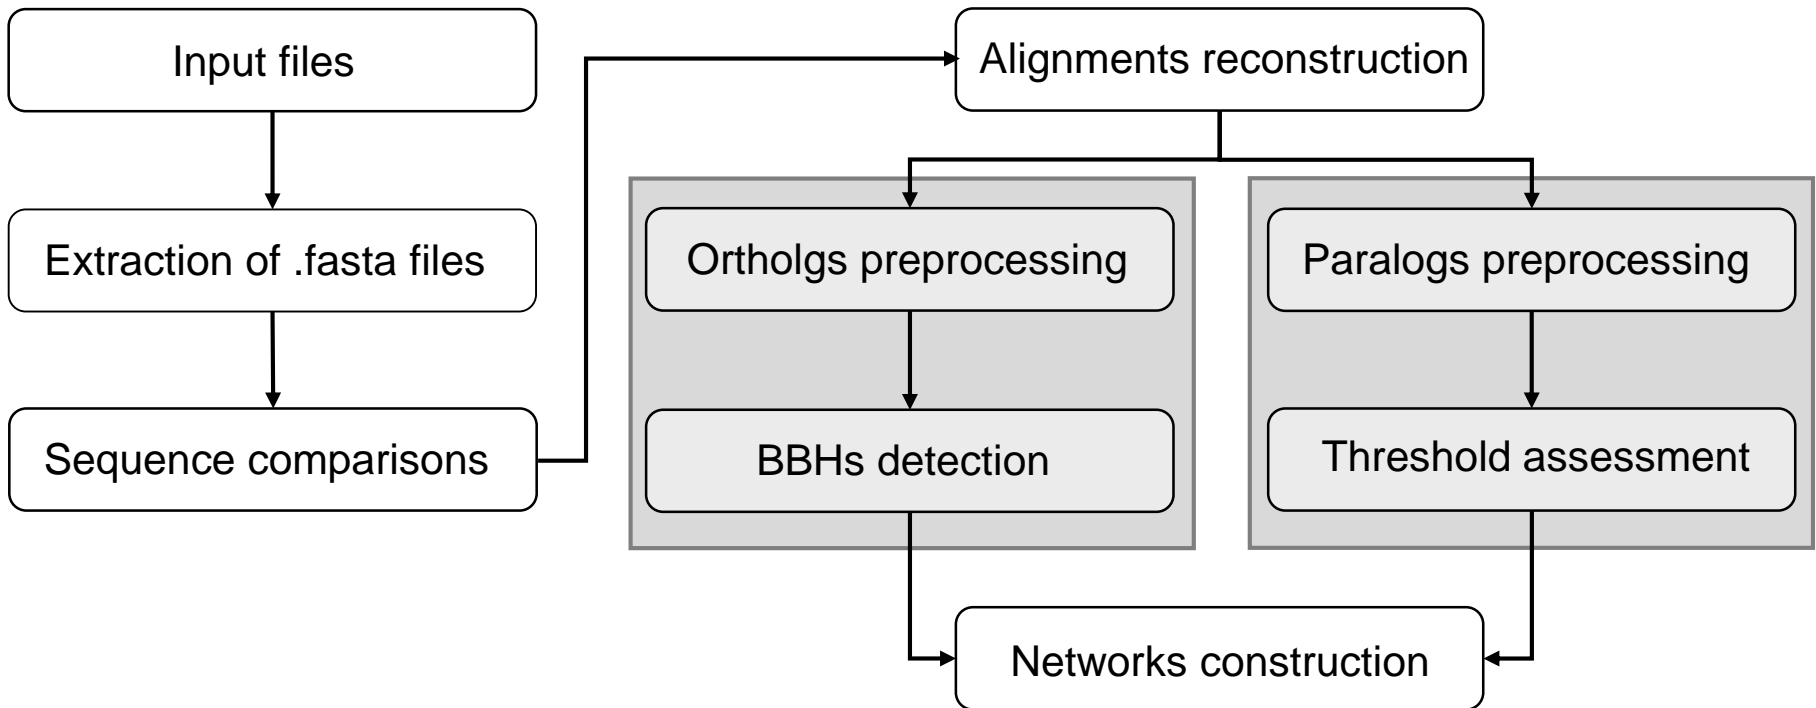 Input files
Extraction of .fasta files
Sequence comparisons
Alignments reconstruction
Ortholgs preprocessing
BBHs detection
Paralogs preprocessing
Threshold assessment
Networks construction